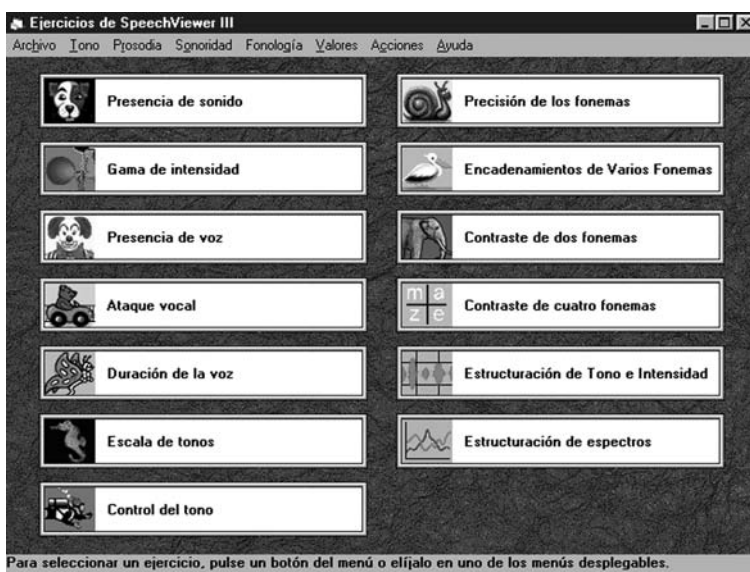 Ejercicios de SpeechViewer III
Archivo Tono Prosodia Sonoridad Fonología Valores Acciones Ayuda
Presencia de sonido
Gama de intensidad
Presencia de voz
Ataque vocal
Duración de la voz
Escala de tonos
Control del tono
Precisión de los fonemas
Encadenamientos de Varios Fonemas
Contraste de dos fonemas
m a
z e
Contraste de cuatro fonemas
Estructuración de Tono e Intensidad
Estructuración de espectros
Para seleccionar un ejercicio, pulse un botón del menú o elíjalo en uno de los menús desplegables.